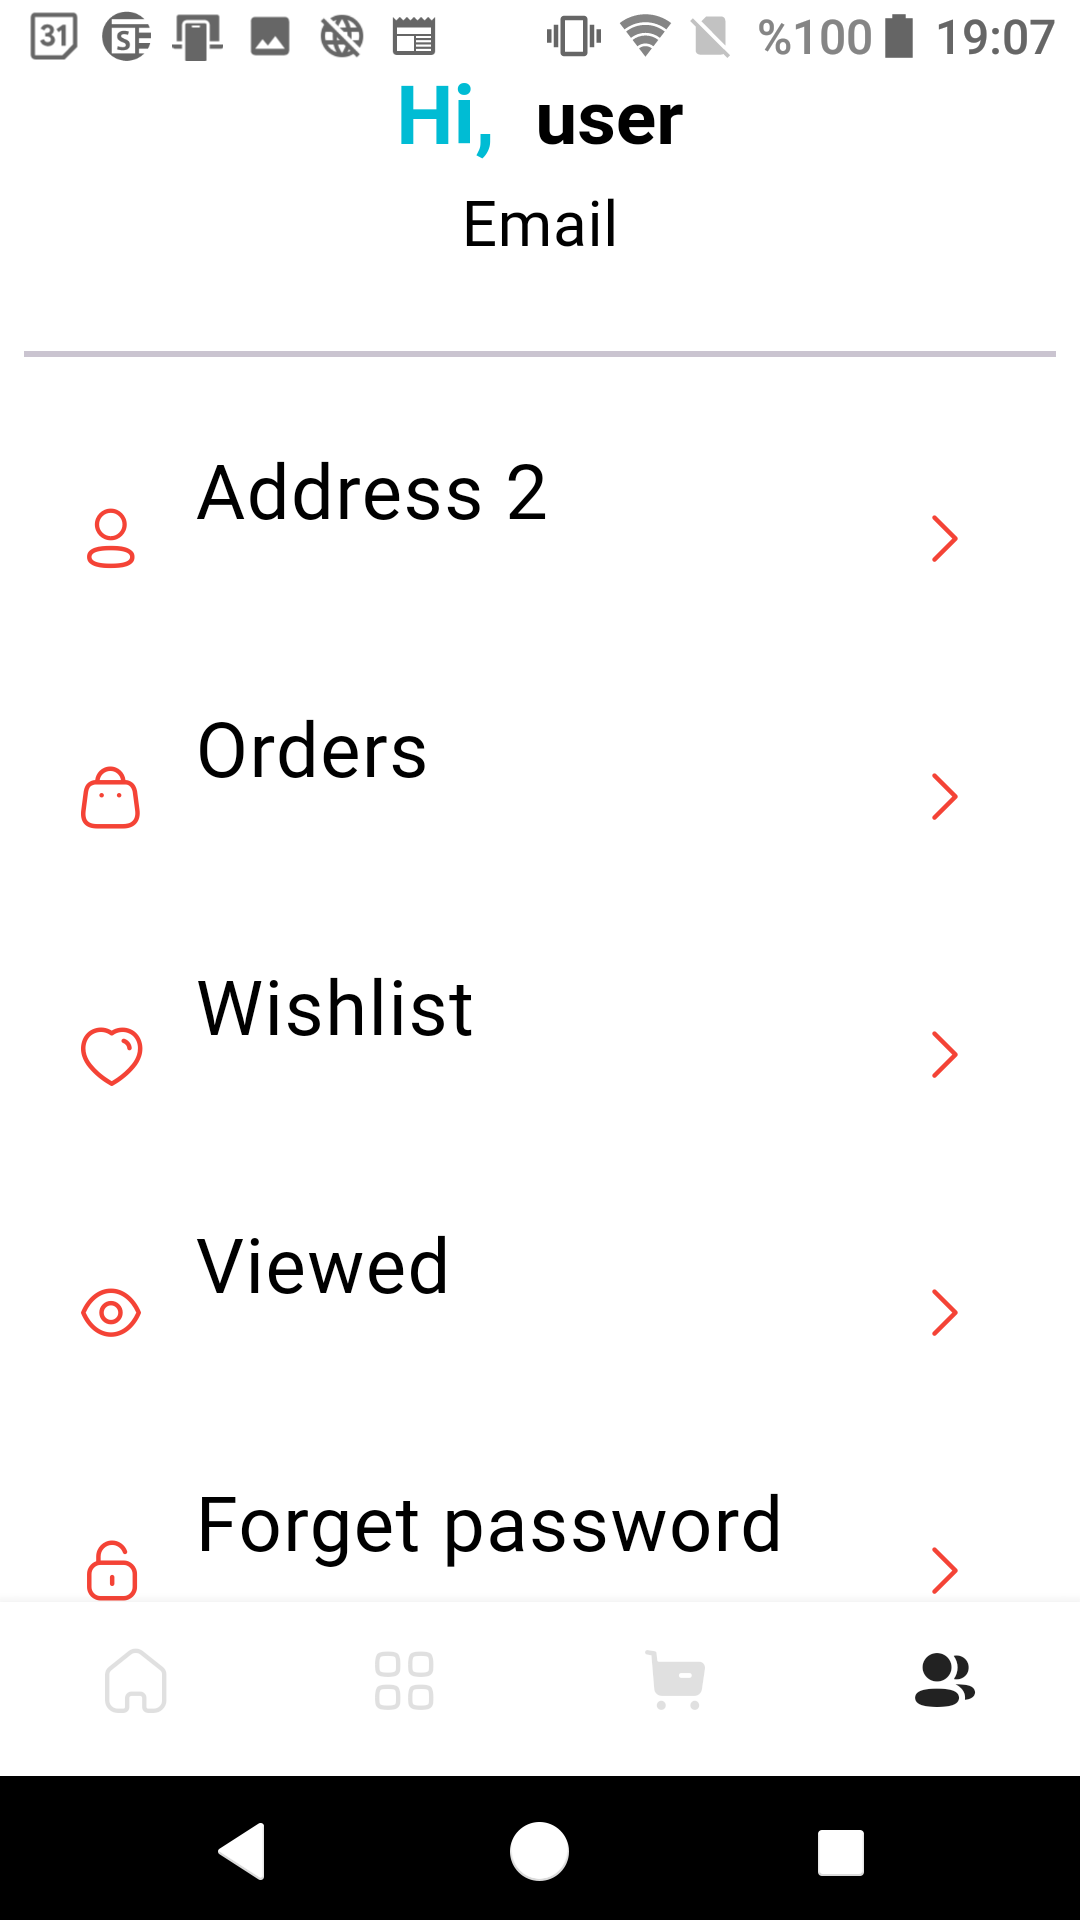 31 S %100 19:07
Hi, user
Email
Address 2
Orders
Wishlist
Viewed
Forget password